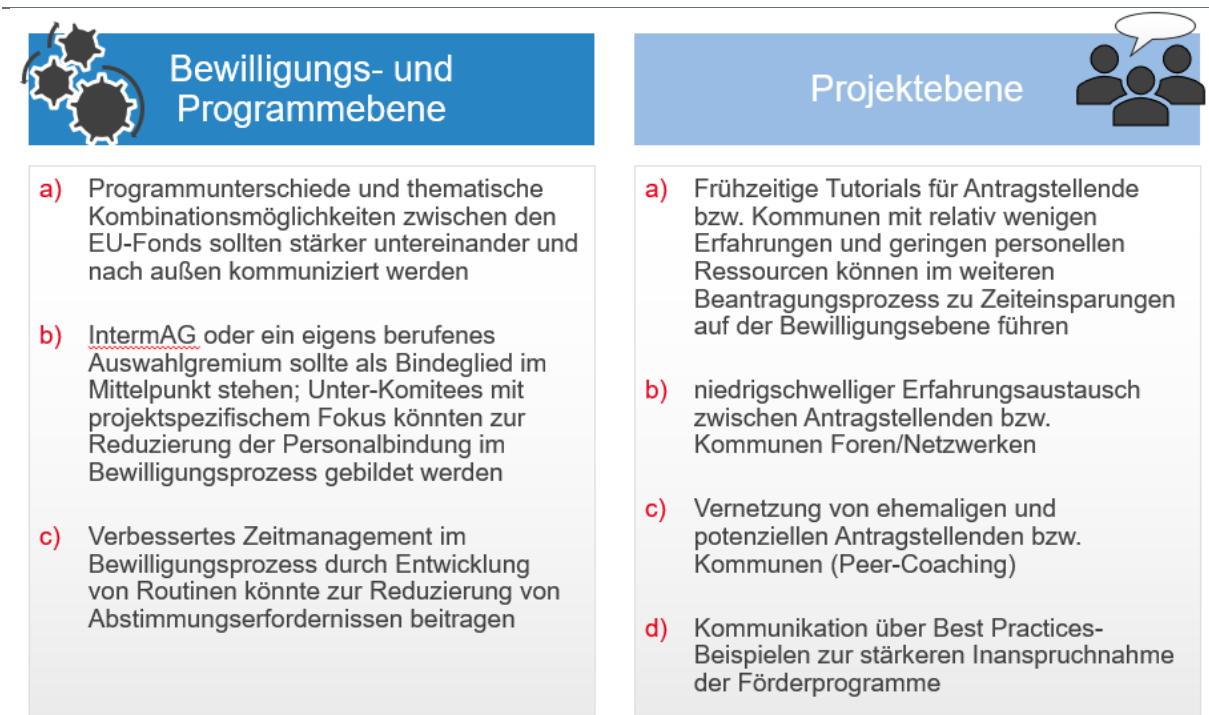 Bewilligungs- und
Programmebene
a) Programmunterschiede und thematische
Kombinationsmöglichkeiten zwischen den
EU-Fonds sollten stärker untereinander und
nach außen kommuniziert werden
b) IntermAG oder ein eigens berufenes
Auswahlgremium sollte als Bindeglied im
Mittelpunkt stehen; Unter-Komitees mit
projektspezifischem Fokus könnten zur
Reduzierung der Personalbindung im
Bewilligungsprozess gebildet werden
c) Verbessertes Zeitmanagement im
Bewilligungsprozess durch Entwicklung
von Routinen könnte zur Reduzierung von
Abstimmungserfordernissen beitragen
Projektebene
a) Frühzeitige Tutorials für Antragstellende
bzw. Kommunen mit relativ wenigen
Erfahrungen und geringen personellen
Ressourcen können im weiteren
Beantragungsprozess zu Zeiteinsparungen
auf der Bewilligungsebene führen
b) niedrigschwelliger Erfahrungsaustausch
zwischen Antragstellenden bzw.
Kommunen Foren/Netzwerken
c) Vernetzung von ehemaligen und
potenziellen Antragstellenden bzw.
Kommunen (Peer-Coaching)
d) Kommunikation über Best Practices-
Beispielen zur stärkeren Inanspruchnahme
der Förderprogramme